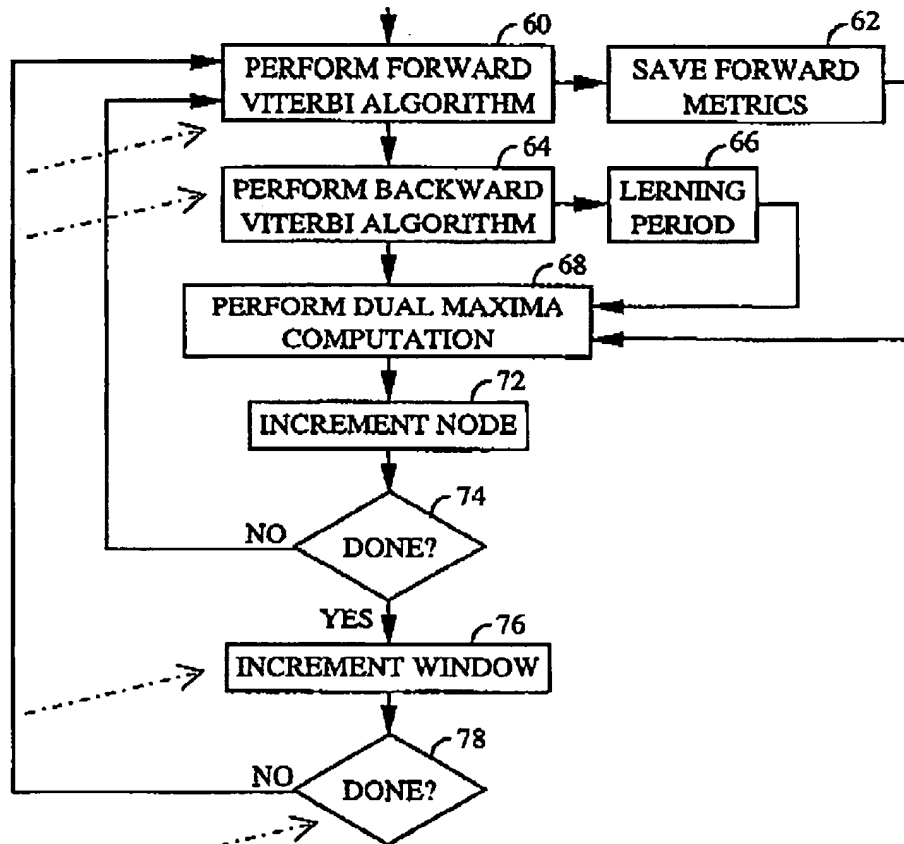 60
PERFORM FORWARD
VITERBI ALGORITHM
62
SAVE FORWARD
METRICS
64
PERFORM BACKWARD
VITERBI ALGORITHM
66
LERNING
PERIOD
68
PERFORM DUAL MAXIMA
COMPUTATION
72
INCREMENT NODE
74
NO
DONE?
YES
76
INCREMENT WINDOW
78
NO
DONE?